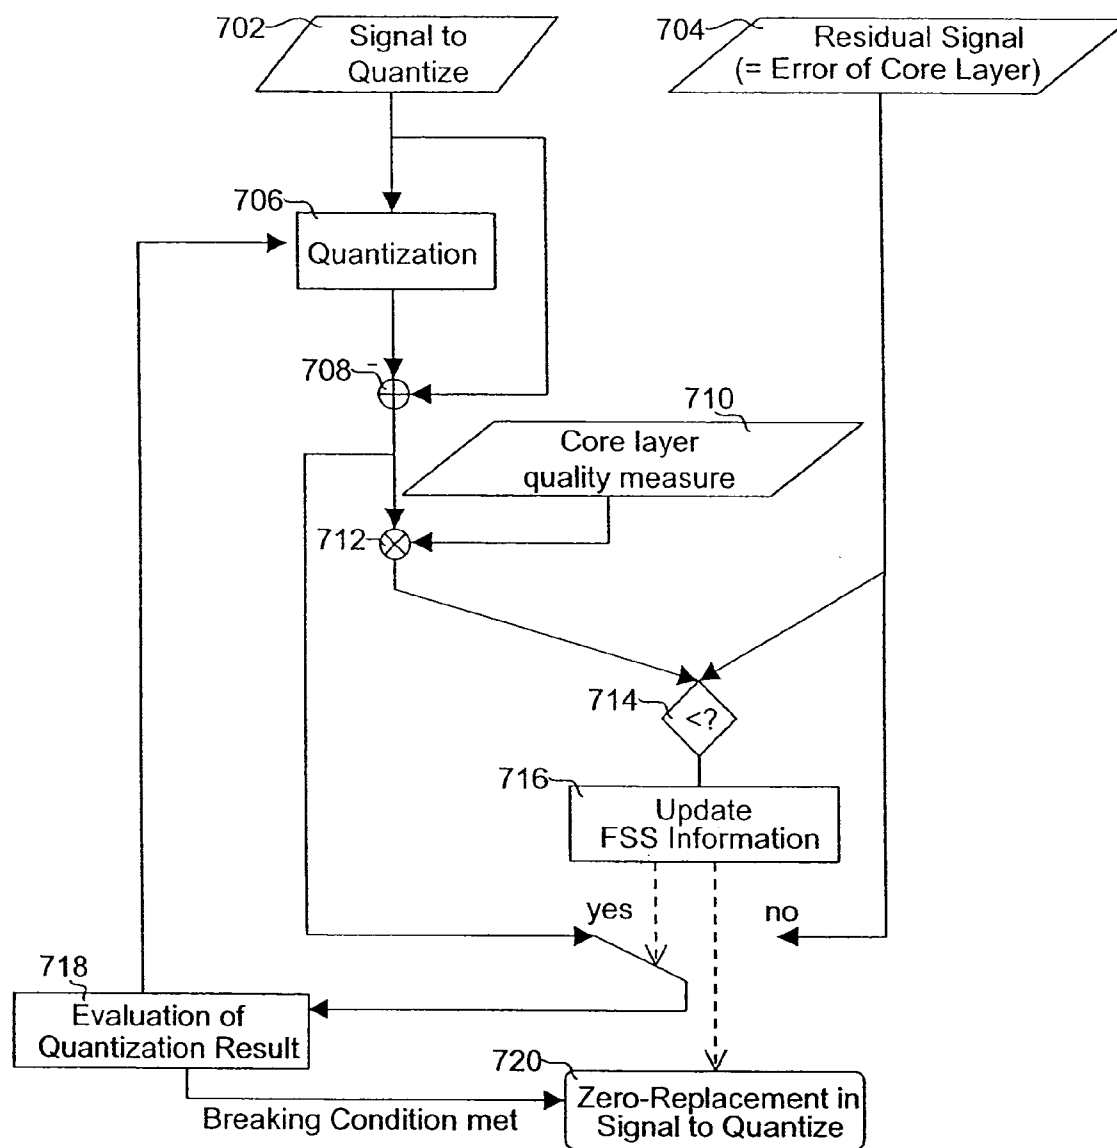 702
Signal to
Quantize
704
Residual Signal
(= Error of Core Layer)
706
Quantization
708
-
710
Core layer
quality measure
712
714
<?
716
Update
FSS Information
yes
no
718
Evaluation of
Quantization Result
Breaking Condition met
720
Zero-Replacement in
Signal to Quantize